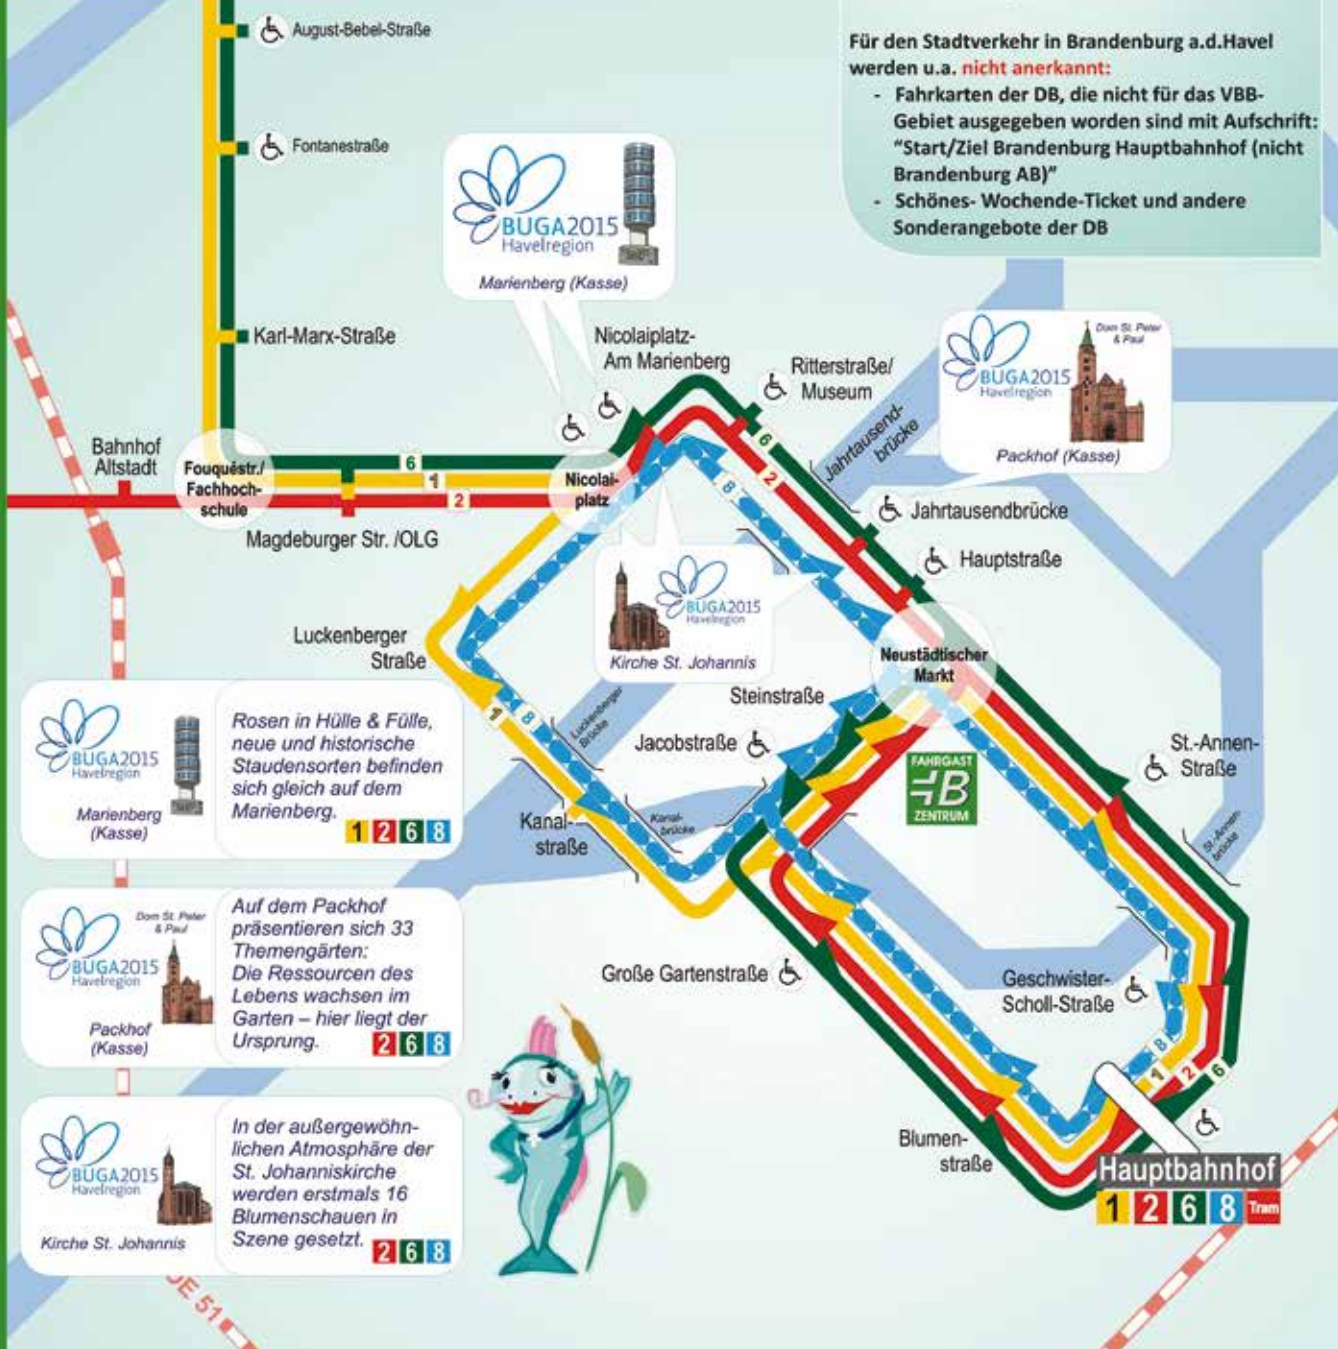 August-Bebel-Straße
Fontanestraße
Karl-Marx-Straße
Für den Stadtverkehr in Brandenburg a.d.Havel
werden u.a. nicht anerkannt:
- Fahrkarten der DB, die nicht für das VBB-
Gebiet ausgegeben worden sind mit Aufschrift:
“Start/Ziel Brandenburg Hauptbahnhof (nicht
Brandenburg AB)”
- Schönes- Wochende-Ticket und andere
Sonderangebote der DB
BUGA2015
Havelregion
Marienberg (Kasse)
Nicolaiplatz-
Am Marienberg
Ritterstraße/
Museum
Jahrtausend-
brücke
Dom St. Peter
& Paul
BUGA2015
Havelregion
Packhof (Kasse)
Bahnhof
Altstadt
Fouquéstr./
Fachhoch-
schule
6
1
2
Magdeburger Str. /OLG
Nicolai-
platz
6
2
8
Jahrtausendbrücke
Hauptstraße
BUGA2015
Havelregion
Kirche St. Johannis
Neustädtischer
Markt
Luckenberger
Straße
1
8
Luckenberger
Brücke
Steinstraße
Jacobstraße
FAHRGAST
B
ZENTRUM
St.-Annen-
Straße
St.-Annen-
brücke
Kanal-
straße
Kanal-
brücke
Große Gartenstraße
Geschwister-
Scholl-Straße
8
1
2
6
Blumen-
straße
Hauptbahnhof
1 2 6 8 Tram
BUGA2015
Havelregion
Marienberg
(Kasse)
Rosen in Hülle & Fülle,
neue und historische
Staudensorten befinden
sich gleich auf dem
Marienberg.
1 2 6 8
Dom St. Peter
& Paul
BUGA2015
Havelregion
Packhof
(Kasse)
Auf dem Packhof
präsentieren sich 33
Themengärten:
Die Ressourcen des
Lebens wachsen im
Garten – hier liegt der
Ursprung.
2 6 8
BUGA2015
Havelregion
Kirche St. Johannis
In der außergewöhn-
lichen Atmosphäre der
St. Johanniskirche
werden erstmals 16
Blumenschauen in
Szene gesetzt.
2 6 8
OE 51